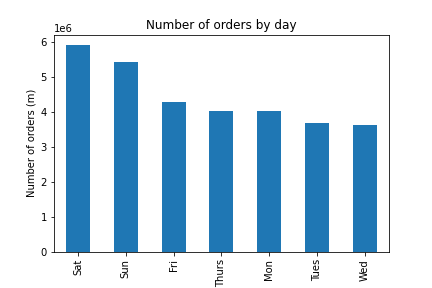 Number of orders by day
1e6
Number of orders (m)
6
5
4
3
2
1
0
Sat
Sun
Fri
Thurs
Mon
Tues
Wed